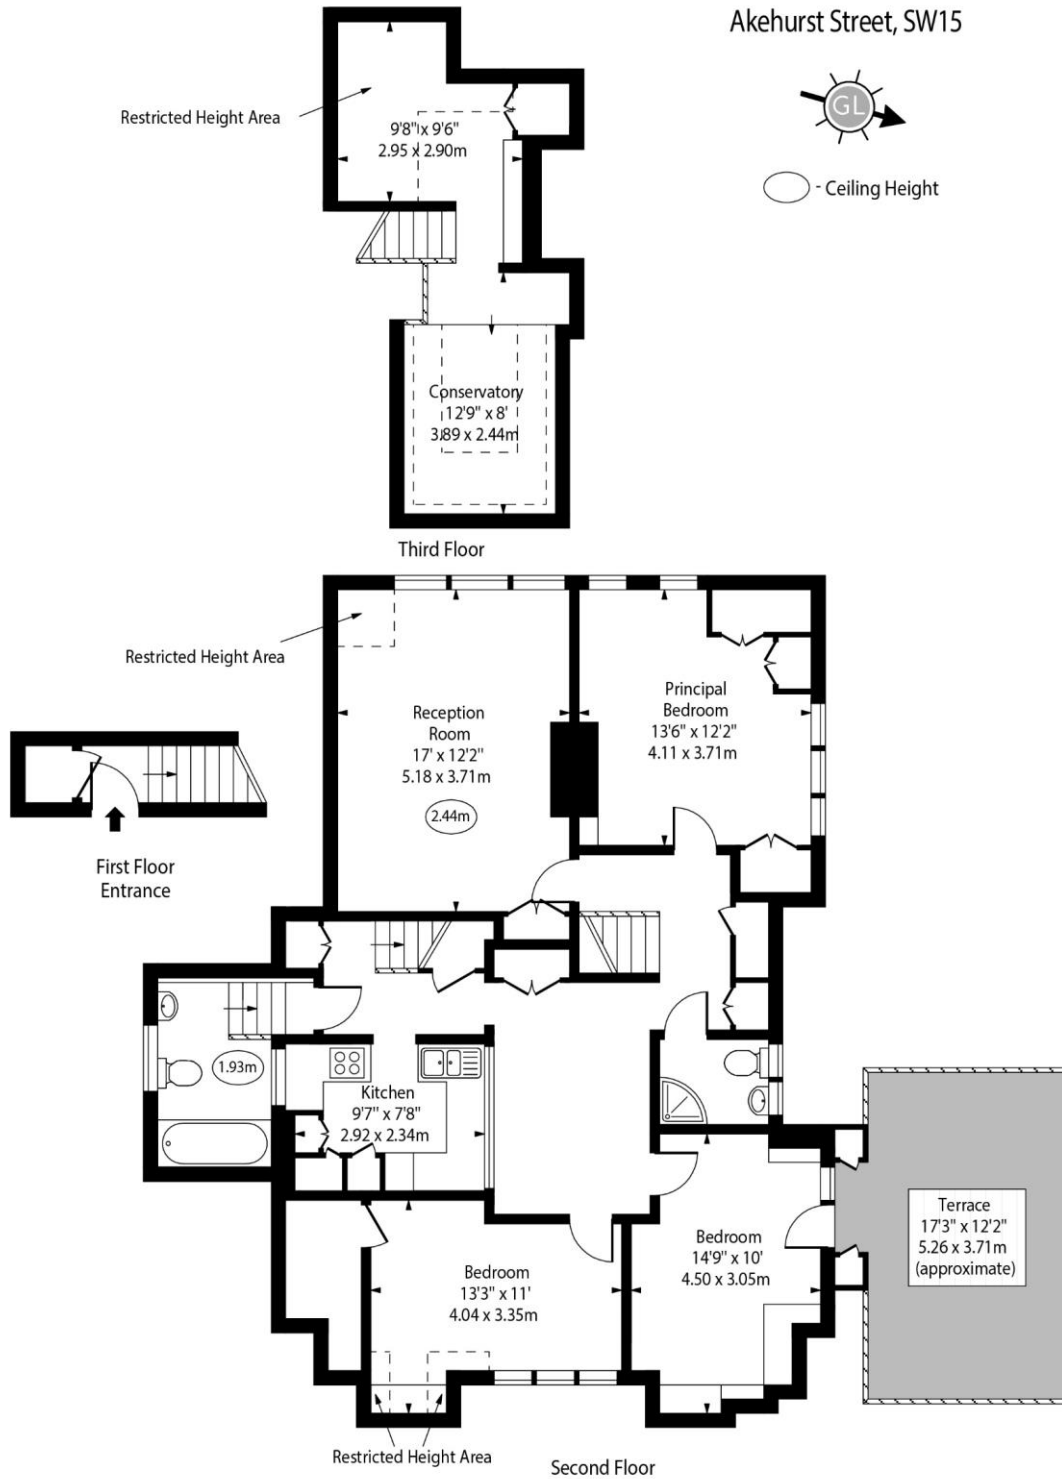 Akehurst Street, SW15
GL
- Ceiling Height
Restricted Height Area
9'8" x 9'6"
2.95 x 2.90m
Conservatory
12'9" x 8'
3.89 x 2.44m
Third Floor
Restricted Height Area
Reception
Room
17' x 12'2"
5.18 x 3.71m
2.44m
Principal
Bedroom
13'6" x 12'2"
4.11 x 3.71m
First Floor
Entrance
1.93m
Kitchen
9'7" x 7'8"
2.92 x 2.34m
Bedroom
13'3" x 11'
4.04 x 3.35m
Bedroom
14'9" x 10'
4.50 x 3.05m
Terrace
17'3" x 12'2"
5.26 x 3.71m
(approximate)
Restricted Height Area
Second Floor